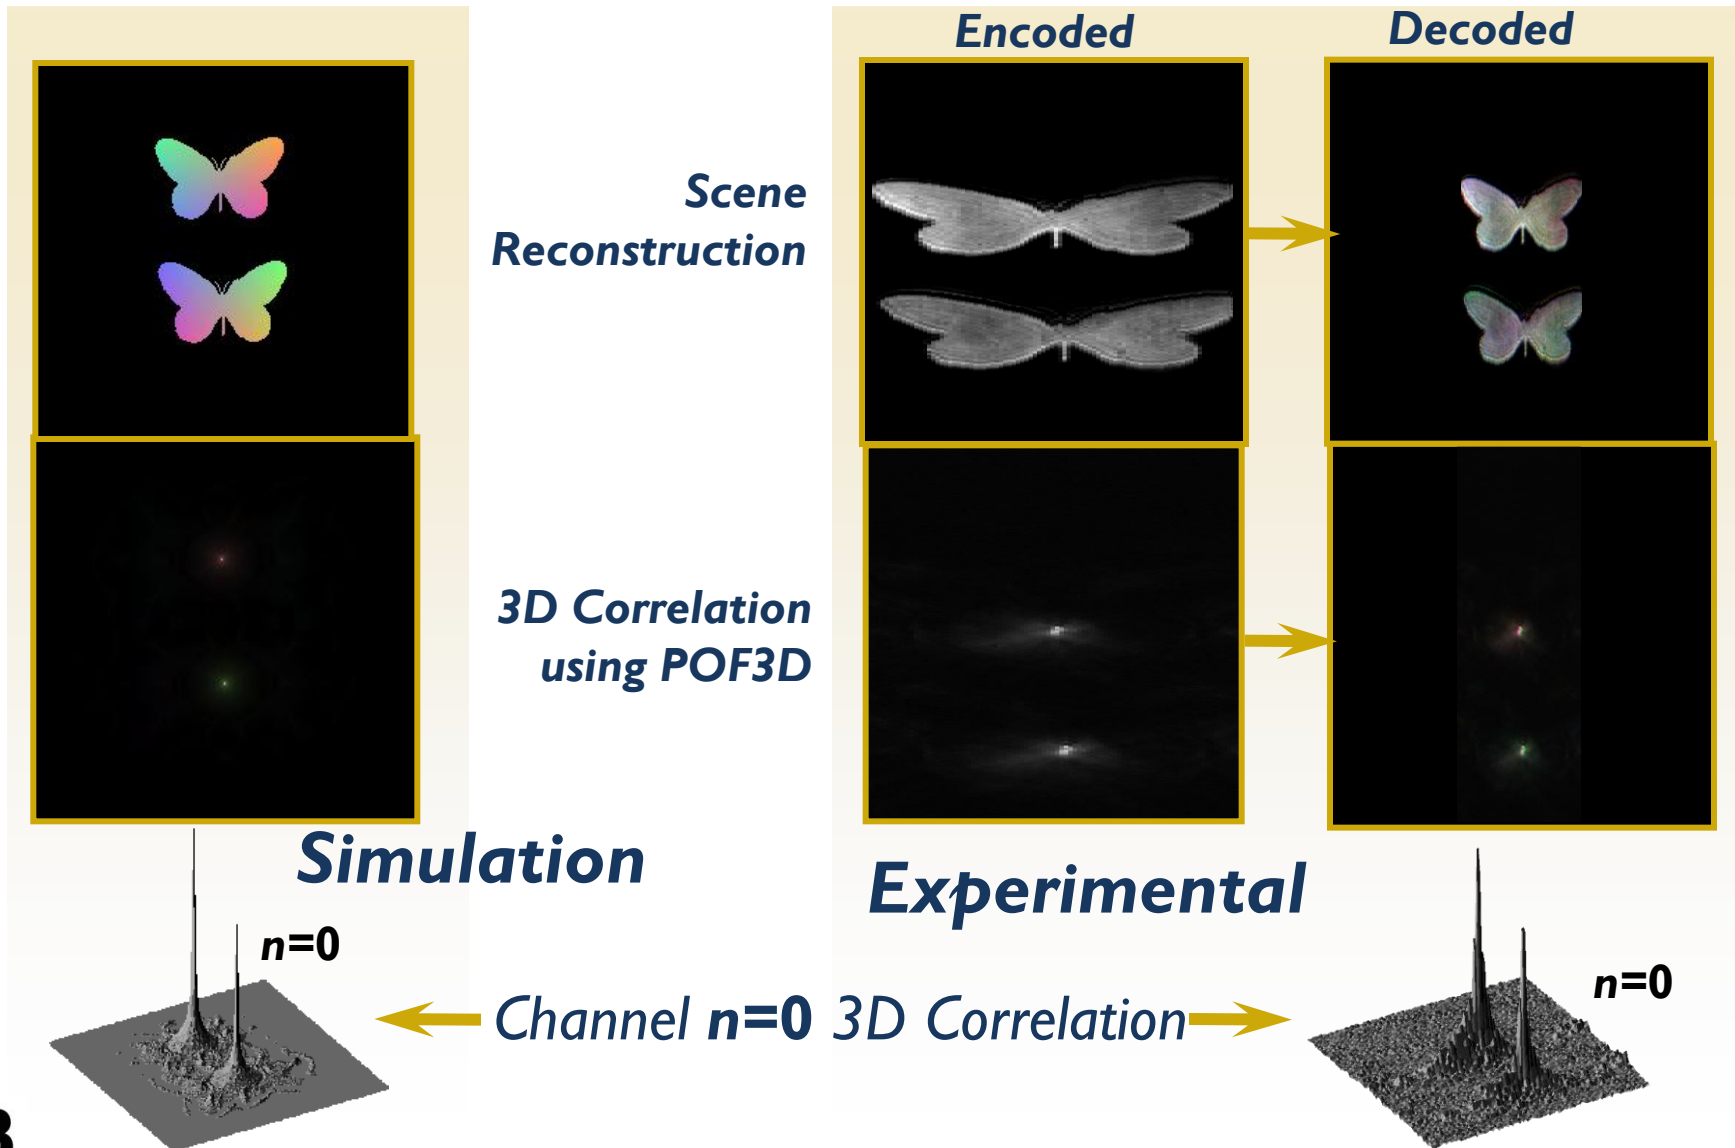 Encoded
Decoded
Scene
Reconstruction
3D Correlation
using POF3D
Simulation
Experimental
n=0
n=0
Channel n=0 3D Correlation